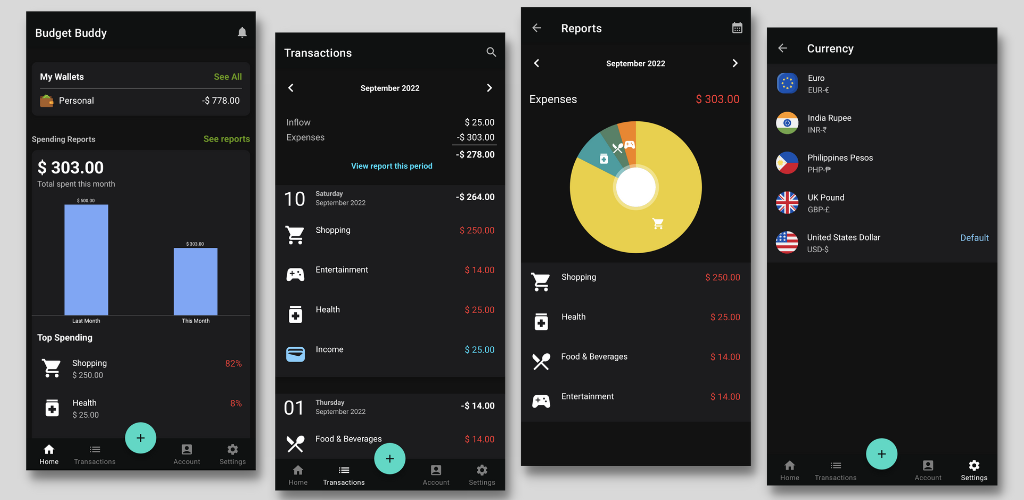 Budget Buddy
My Wallets See All
Personal -$ 778.00
Spending Reports See reports
$ 303.00
Total spent this month
$ 500.00
$ 303.00
Last Month This Month
Top Spending
Shopping 82%
$ 250.00
Health 8%
$ 25.00
+
Home Transactions Account Settings
Transactions
September 2022
Inflow $ 25.00
Expenses -$ 303.00
-$ 278.00
View report this period
10 Saturday -$ 264.00
September 2022
Shopping $ 250.00
Entertainment $ 14.00
Health $ 25.00
Income $ 25.00
01 Thursday -$ 14.00
September 2022
Food & Beverages $ 14.00
+
Home Transactions Account Settings
Reports
September 2022
Expenses $ 303.00
Shopping $ 250.00
Health $ 25.00
Food & Beverages $ 14.00
Entertainment $ 14.00
Currency
Euro
EUR-€
India Rupee
INR-₹
Philippines Pesos
PHP-₱
UK Pound
GBP-£
United States Dollar Default
USD-$
+
Home Transactions Account Settings